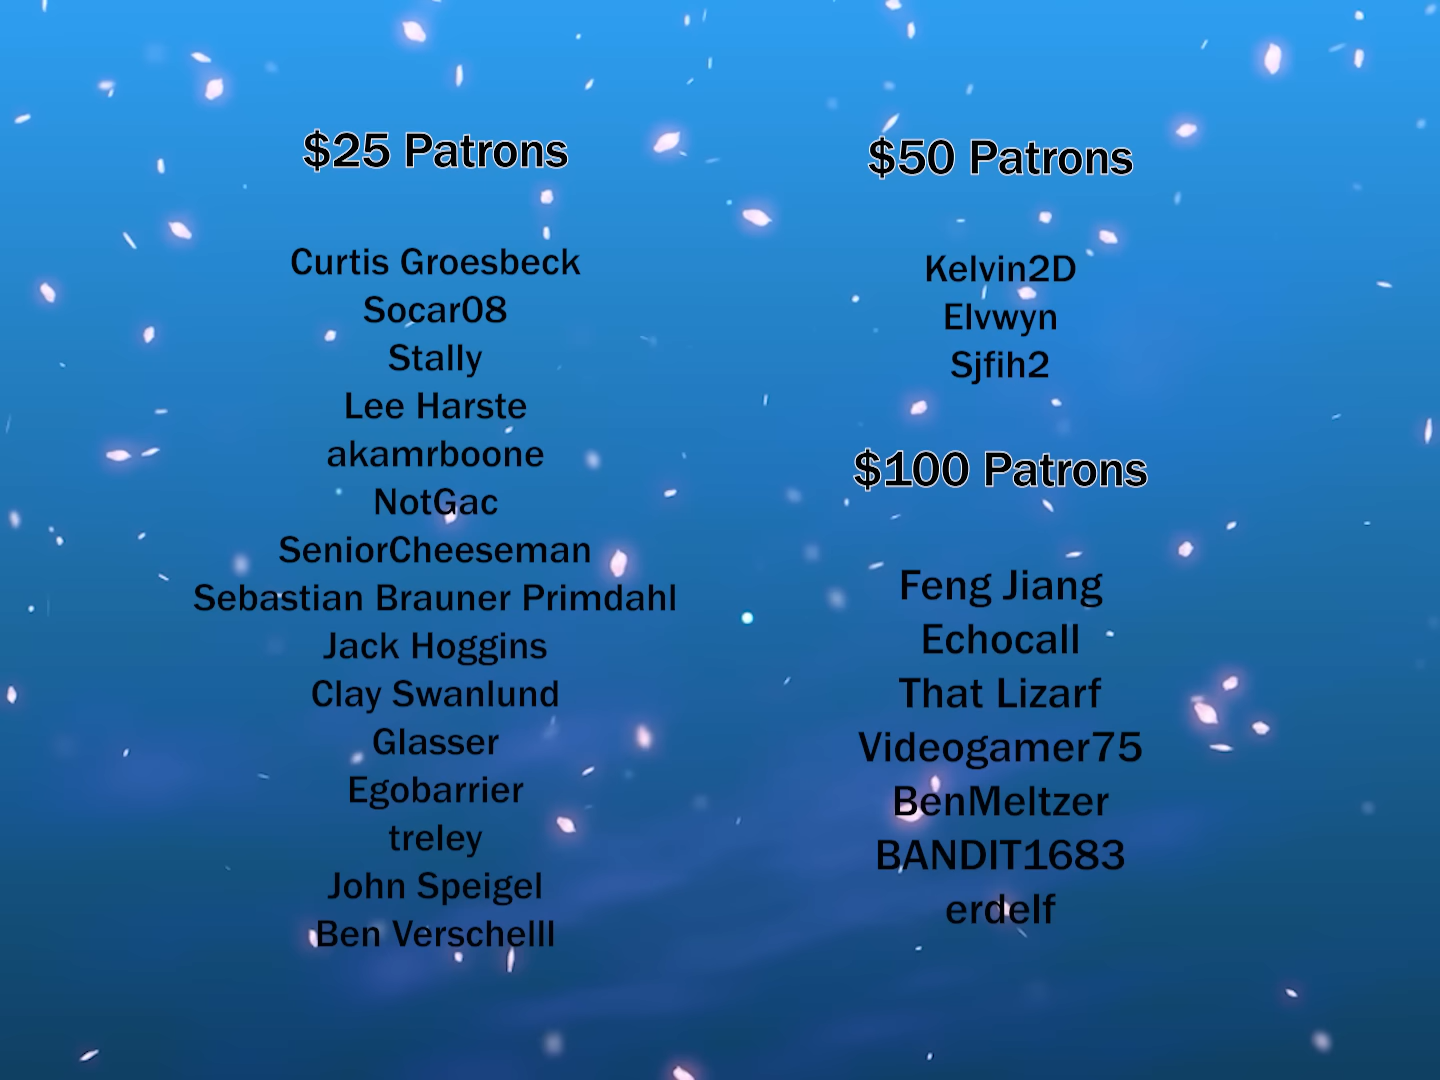 $25 Patrons
Curtis Groesbeck
Socar08
Stally
Lee Harste
akamrboone
NotGac
SeniorCheeseman
Sebastian Brauner Primdahl
Jack Hoggins
Clay Swanlund
Glasser
Egobarrier
treley
John Speigel
Ben Verschelll
$50 Patrons
Kelvin2D
Elvwyn
Sjfih2
$100 Patrons
Feng Jiang
Echocall
That Lizarf
Videogamer75
BenMeltzer
BANDIT1683
erdelf